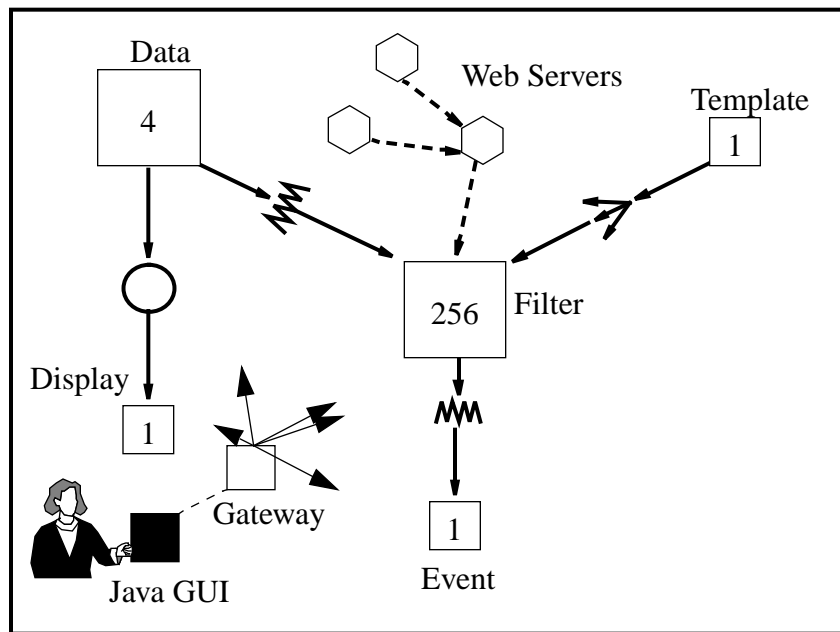 Data
4
Web Servers
Template
1
256
Filter
Display
1
Gateway
1
Java GUI
Event